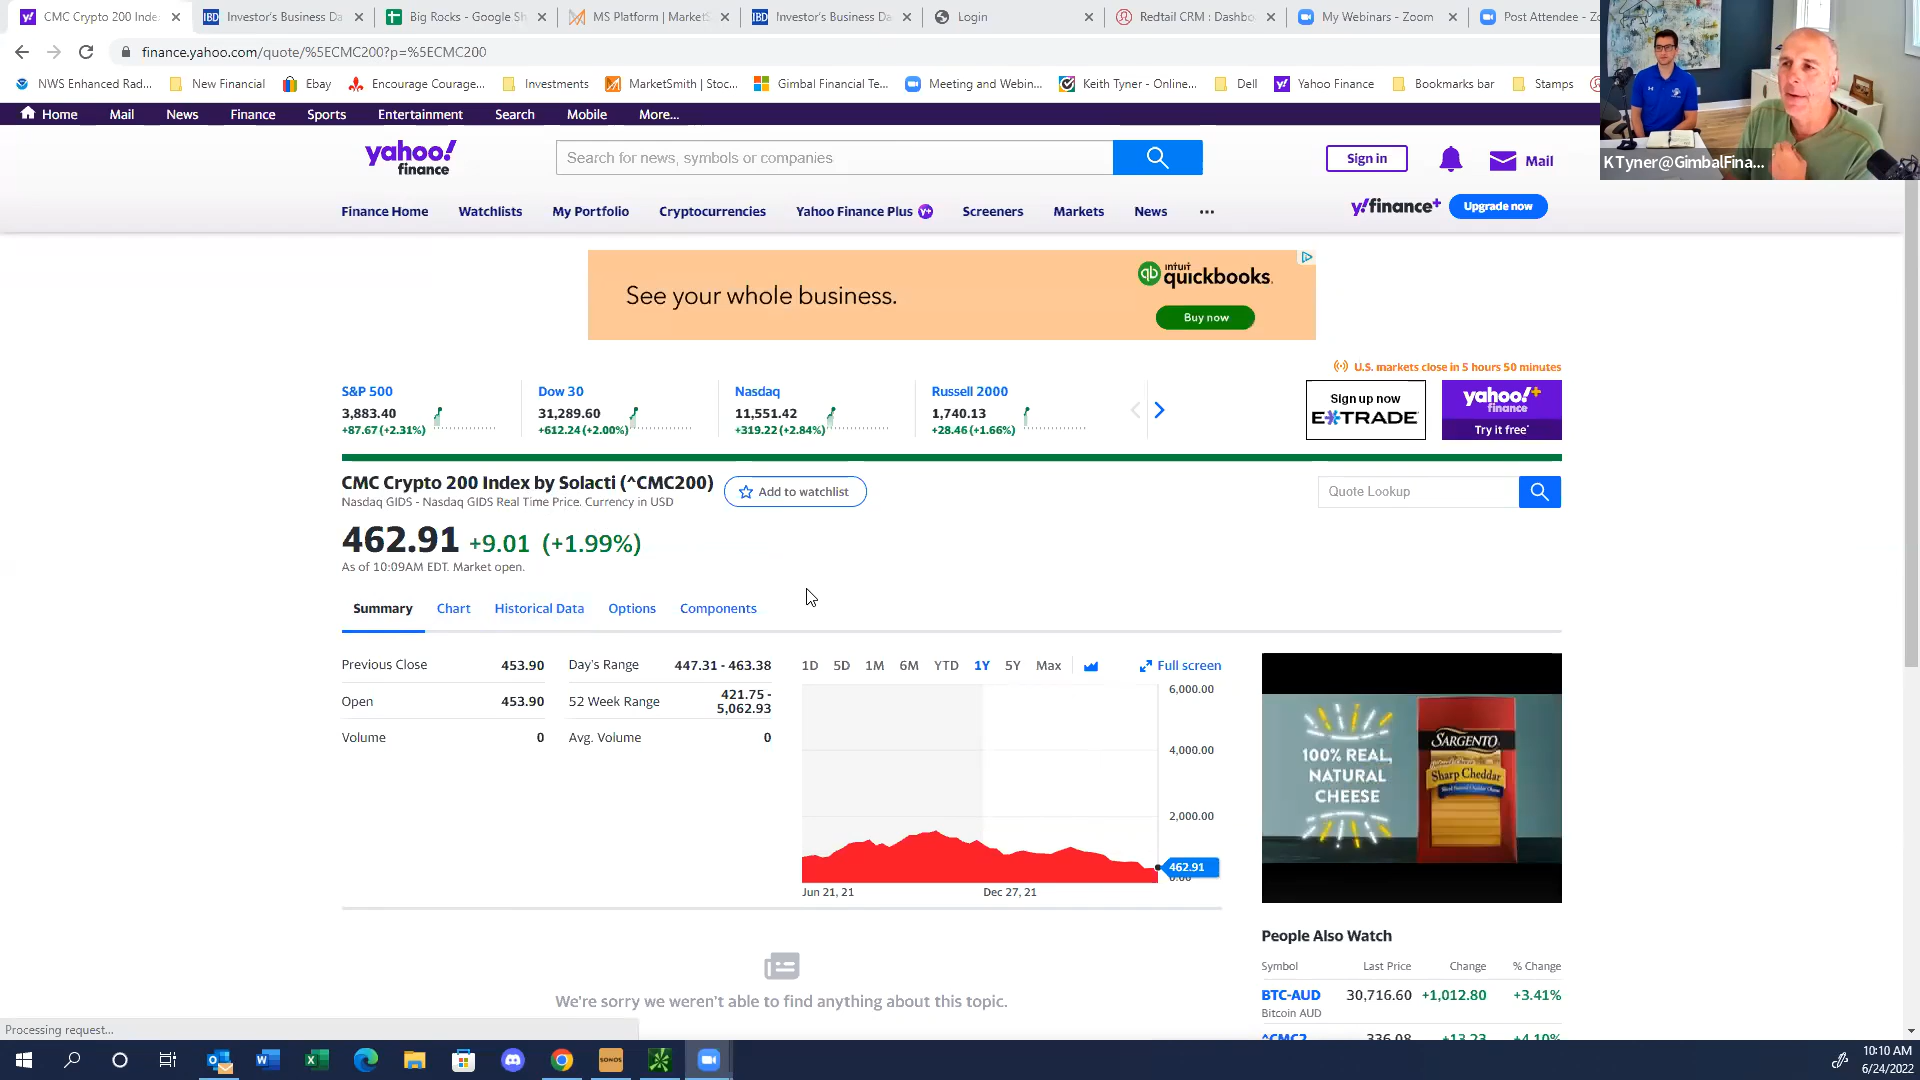 CMC Crypto 200 Inde
Investor's Business Da
Big Rocks - Google Sh
MS Platform | MarketS
Investor's Business Da
Login
Redtail CRM : Dashbo
My Webinars - Zoom
Post Attendee - Zo
finance.yahoo.com/quote/%5ECMC200?p=%5ECMC200
NWS Enhanced Rad...
New Financial
Ebay
Encourage Courage...
Investments
MarketSmith | Stoc...
Gimbal Financial Te...
Meeting and Webin...
Keith Tyner - Online...
Dell
Yahoo Finance
Bookmarks bar
Stamps
KTyner@GimbalFina...
Home Mail News Finance Sports Entertainment Search Mobile More...
yahoo!
finance
Search for news, symbols or companies
Sign in
Mail
Finance Home Watchlists My Portfolio Cryptocurrencies Yahoo Finance Plus Y+ Screeners Markets News ...
y!finance+
Upgrade now
See your whole business.
qb intuit quickbooks.
Buy now
U.S. markets close in 5 hours 50 minutes
S&P 500
3,883.40
+87.67 (+2.31%)
Dow 30
31,289.60
+612.24 (+2.00%)
Nasdaq
11,551.42
+319.22 (+2.84%)
Russell 2000
1,740.13
+28.46 (+1.66%)
Sign up now
E*TRADE
yahoo!+
finance
Try it free*
CMC Crypto 200 Index by Solacti (^CMC200)
Add to watchlist
Quote Lookup
Nasdaq GIDS - Nasdaq GIDS Real Time Price. Currency in USD
462.91 +9.01 (+1.99%)
As of 10:09AM EDT. Market open.
Summary Chart Historical Data Options Components
Previous Close 453.90
Open 453.90
Volume 0
Day's Range 447.31 - 463.38
52 Week Range 421.75 -
5,062.93
Avg. Volume 0
1D 5D 1M 6M YTD 1Y 5Y Max
Full screen
6,000.00
4,000.00
2,000.00
462.91
0.00
Jun 21, 21
Dec 27, 21
100% REAL,
NATURAL
CHEESE
SARGENTO
Sharp Cheddar
We're sorry we weren't able to find anything about this topic.
People Also Watch
Symbol Last Price Change % Change
BTC-AUD 30,716.60 +1,012.80 +3.41%
Bitcoin AUD
^CMC2 336.08 +13.23 +4.10%
Processing request...
SONOS
10:10 AM
6/24/2022